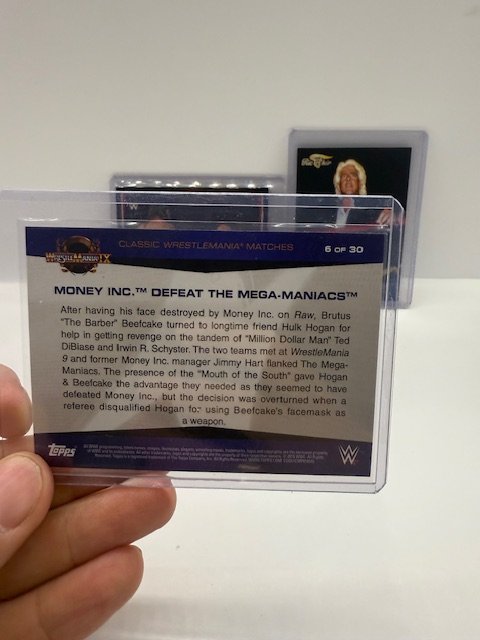 Ric Flair
W
WRESTLEMANIA IX
CLASSIC WRESTLEMANIA® MATCHES
6 OF 30
MONEY INC.™ DEFEAT THE MEGA-MANIACS™
After having his face destroyed by Money Inc. on Raw, Brutus
"The Barber" Beefcake turned to longtime friend Hulk Hogan for
help in getting revenge on the tandem of "Million Dollar Man" Ted
DiBiase and Irwin R. Schyster. The two teams met at WrestleMania
9 and former Money Inc. manager Jimmy Hart flanked The Mega-
Maniacs. The presence of the "Mouth of the South" gave Hogan
& Beefcake the advantage they needed as they seemed to have
defeated Money Inc., but the decision was overturned when a
referee disqualified Hogan for using Beefcake's facemask as
a weapon.
Topps
W